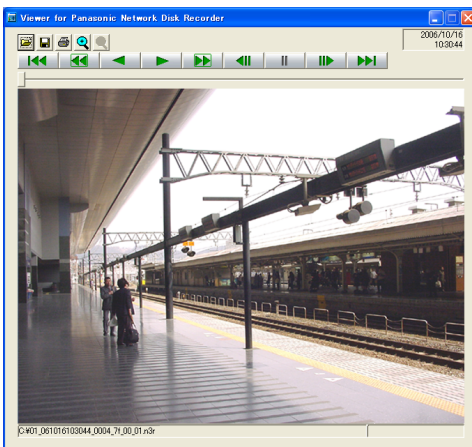 Viewer for Panasonic Network Disk Recorder
2006/10/16
10:30:44
C:¥01_061016103044_0004_7f_00_01.n3r